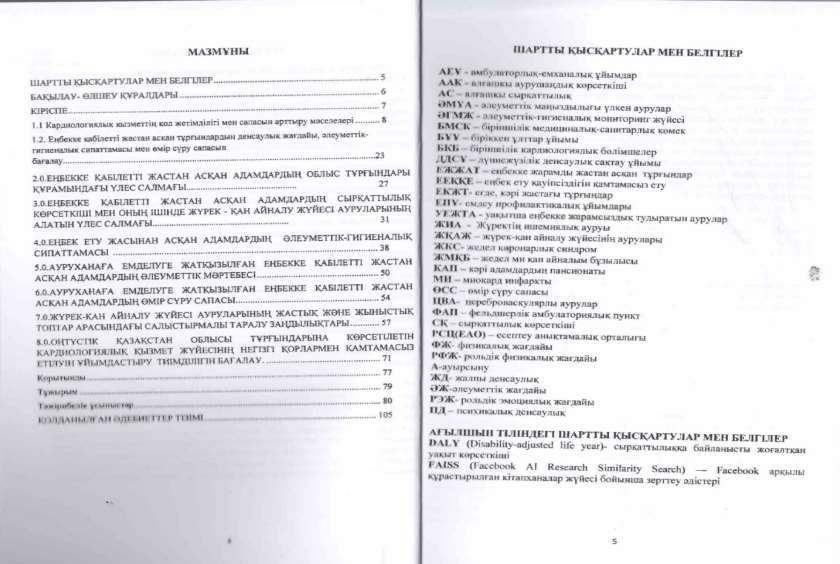 МАЗМҰНЫ
ШАРТТЫ ҚЫСҚАРТУЛАР МЕН БЕЛГІЛЕР 5
БАҚЫЛАУ- ӨЛШЕУ ҚҰРАЛДАРЫ 6
КІРІСПЕ 7
1.1 Кардиологиялық қызметтің қол жетімділігі мен сапасын арттыру мәселелері 8
1.2. Еңбекке қабілетті жастан асқан тұрғындардың денсаулық жағдайы, әлеуметтік-
гигиеналық сипаттамасы мен өмір сүру сапасын
бағалау 23
2.0.ЕҢБЕККЕ ҚАБІЛЕТТІ ЖАСТАН АСҚАН АДАМДАРДЫҢ ОБЛЫС ТҰРҒЫНДАРЫ
ҚҰРАМЫНДАҒЫ ҮЛЕС САЛМАҒЫ 27
3.0.ЕҢБЕККЕ ҚАБІЛЕТТІ ЖАСТАН АСҚАН АДАМДАРДЫҢ СЫРҚАТТЫЛЫҚ
КӨРСЕТКІШІ МЕН ОНЫҢ ІШІНДЕ ЖҮРЕК - ҚАН АЙНАЛУ ЖҮЙЕСІ АУРУЛАРЫНЫҢ
АЛАТЫН ҮЛЕС САЛМАҒЫ 31
4.0.ЕҢБЕК ЕТУ ЖАСЫНАН АСҚАН АДАМДАРДЫҢ ӘЛЕУМЕТТІК-ГИГИЕНАЛЫҚ
СИПАТТАМАСЫ 38
5.0.АУРУХАНАҒА ЕМДЕЛУГЕ ЖАТҚЫЗЫЛҒАН ЕҢБЕККЕ ҚАБІЛЕТТІ ЖАСТАН
АСҚАН АДАМДАРДЫҢ ӘЛЕУМЕТТІК МӘРТЕБЕСІ 50
6.0.АУРУХАНАҒА ЕМДЕЛУГЕ ЖАТҚЫЗЫЛҒАН ЕҢБЕККЕ ҚАБІЛЕТТІ ЖАСТАН
АСҚАН АДАМДАРДЫҢ ӨМІР СҮРУ САПАСЫ 54
7.0.ЖҮРЕК-ҚАН АЙНАЛУ ЖҮЙЕСІ АУРУЛАРЫНЫҢ ЖАСТЫҚ ЖӘНЕ ЖЫНЫСТЫҚ
ТОПТАР АРАСЫНДАҒЫ САЛЫСТЫРМАЛЫ ТАРАЛУ ЗАҢДЫЛЫҚТАРЫ 57
8.0.ОҢТҮСТІК ҚАЗАҚСТАН ОБЛЫСЫ ТҰРҒЫНДАРЫНА КӨРСЕТІЛЕТІН
КАРДИОЛОГИЯЛЫҚ ҚЫЗМЕТ ЖҮЙЕСІНІҢ НЕГІЗГІ ҚОРЛАРМЕН ҚАМТАМАСЫЗ
ЕТІЛУІН ҰЙЫМДАСТЫРУ ТИІМДІЛІГІН БАҒАЛАУ 71
Қорытынды 77
Тұжырым 79
Тәжірибелік ұсыныстар 80
ҚОЛДАНЫЛҒАН ӘДЕБИЕТТЕР ТІЗІМІ 105
ШАРТТЫ ҚЫСҚАРТУЛАР МЕН БЕЛГІЛЕР
АЕҰ - амбулаторлық-емханалық ұйымдар
ААК - алғашқы аурушаңдық көрсеткіші
АС – алғашқы сырқаттылық
ӘМҮА - әлеуметтік маңыздылығы үлкен аурулар
ӘГМЖ - әлеуметтік-гигиеналық мониторинг жүйесі
БМСК – біріншілік медициналық-санитарлық көмек
БҰҰ – біріккен ұлттар ұйымы
БКБ – біріншілік кардиологиялық бөлімшелер
ДДСҰ – дүниежүзілік денсаулық сақтау ұйымы
ЕЖЖАТ – еңбекке жарамды жастан асқан тұрғындар
ЕЕҚҚЕ – еңбек ету қауіпсіздігін қамтамасыз ету
ЕКЖТ- егде, кәрі жастағы тұрғындар
ЕПҰ- емдеу профилактикалық ұйымдары
УЕЖТА - уақытша еңбекке жарамсыздық тудыратын аурулар
ЖИА - Жүректің ишемиялық ауруы
ЖҚАЖ – жүрек-қан айналу жүйесінің аурулары
ЖКС- жедел коронарлық синдром
ЖМҚБ – жедел ми қан айналым бұзылысы
КАП – кәрі адамдардың пансионаты
МИ – миокард инфаркты
ӨСС – өмір сүру сапасы
ЦВА- цереброваскулярлы аурулар
ФАП – фельдшерлік амбулаториялық пункт
СҚ – сырқаттылық көрсеткіші
РСЦ(ЕАО) – есептеу анықтамалық орталығы
ФЖ- физикалық жағдайы
РФЖ- рольдік физикалық жағдайы
А-ауырсыну
ЖД- жалпы денсаулық
ӘЖ-әлеуметтік жағдайы
РЭЖ- рольдік эмоциялық жағдайы
ПД – психикалық денсаулық
АҒЫЛШЫН ТІЛІНДЕГІ ШАРТТЫ ҚЫСҚАРТУЛАР МЕН БЕЛГІЛЕР
DALY (Disability-adjusted life year)- сырқаттылыққа байланысты жоғалтқан
уақыт көрсеткіші
FAISS (Facebook AI Research Similarity Search) — Facebook арқылы
құрастырылған кітапханалар жүйесі бойынша зерттеу әдістері
5